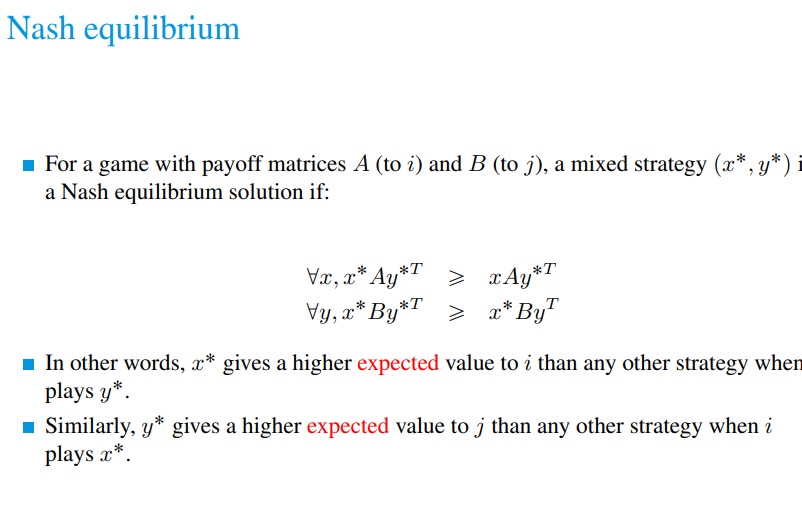 Nash equilibrium
■ For a game with payoff matrices A (to i) and B (to j), a mixed strategy (x*, y*)
a Nash equilibrium solution if:
∀x, x*Ay*ᵀ ⩾ xAy*ᵀ
∀y, x*By*ᵀ ⩾ x*Byᵀ
■ In other words, x* gives a higher expected value to i than any other strategy when
plays y*.
■ Similarly, y* gives a higher expected value to j than any other strategy when i
plays x*.